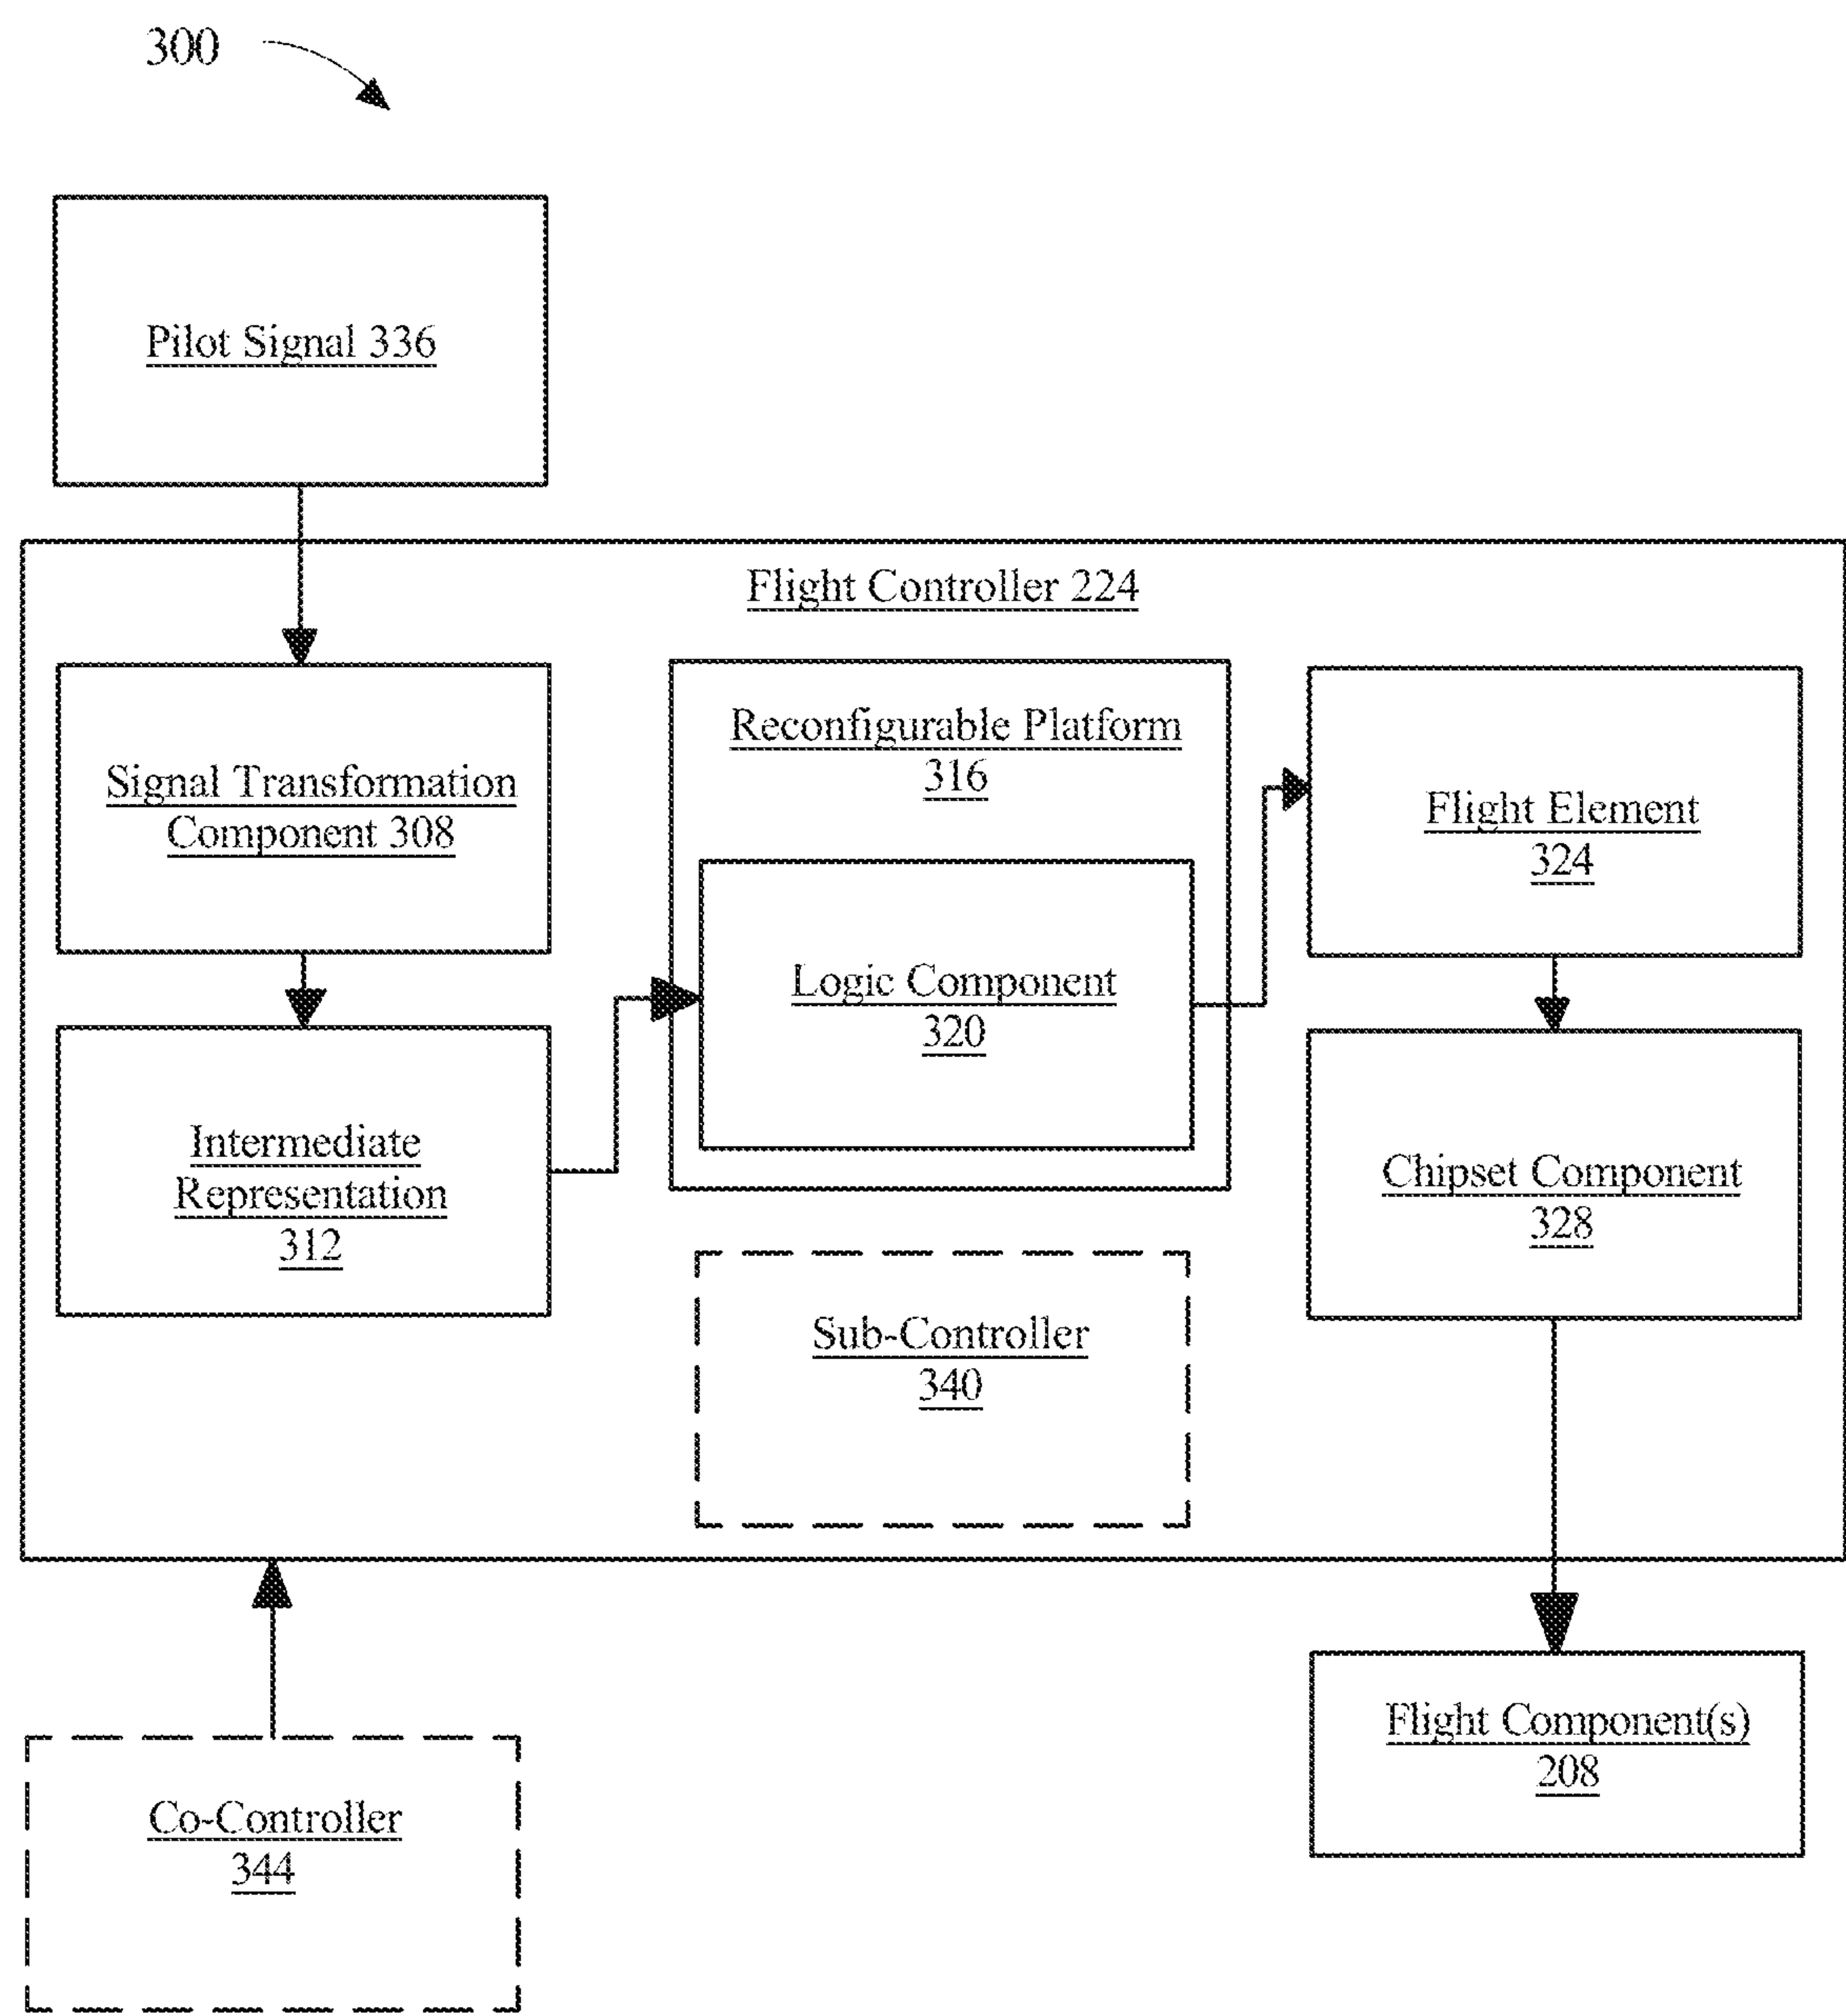 300
Pilot Signal 336
Flight Controller 224
Signal Transformation
Component 308
Intermediate
Representation
312
Reconfigurable Platform
316
Logic Component
320
Sub-Controller
340
Flight Element
324
Chipset Component
328
Co-Controller
344
Flight Component(s)
208